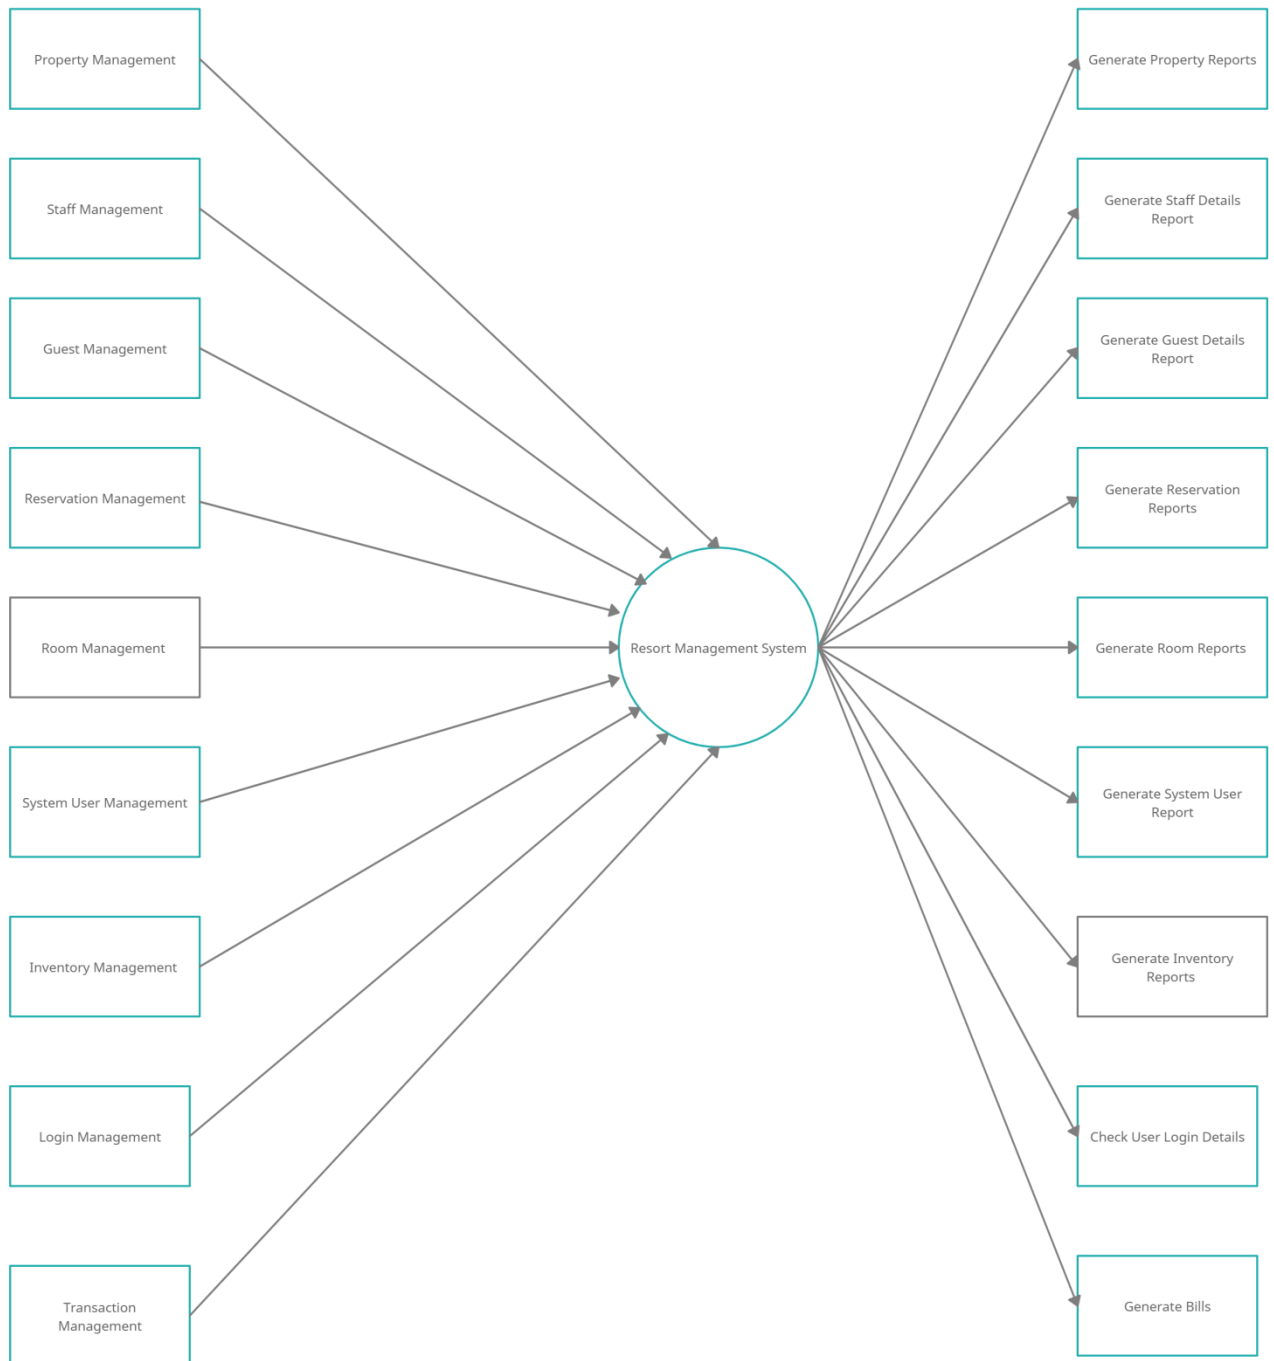 Property Management
Generate Property Reports
Staff Management
Generate Staff Details
Report
Guest Management
Generate Guest Details
Report
Reservation Management
Generate Reservation
Reports
Room Management
Resort Management System
Generate Room Reports
System User Management
Generate System User
Report
Inventory Management
Generate Inventory
Reports
Login Management
Check User Login Details
Transaction
Management
Generate Bills